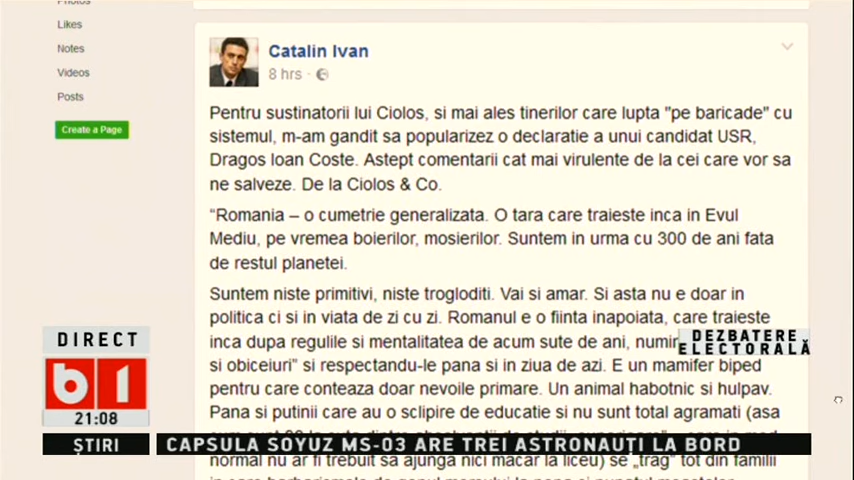 Photos
Likes
Notes
Videos
Posts
Create a Page
Catalin Ivan
8 hrs ·
Pentru sustinatorii lui Ciolos, si mai ales tinerilor care lupta "pe baricade" cu
sistemul, m-am gandit sa popularizez o declaratie a unui candidat USR,
Dragos Ioan Coste. Astept comentarii cat mai virulente de la cei care vor sa
ne salveze. De la Ciolos & Co.
“Romania – o cumetrie generalizata. O tara care traieste inca in Evul
Mediu, pe vremea boierilor, mosierilor. Suntem in urma cu 300 de ani fata
de restul planetei.
Suntem niste primitivi, niste trogloditi. Vai si amar. Si asta nu e doar in
politica ci si in viata de zi cu zi. Romanul e o fiinta inapoiata, care traieste
inca dupa regulile si mentalitatea de acum sute de ani,
si obiceiuri” si respectandu-le pana si in ziua de azi. E un mamifer biped
pentru care conteaza doar nevoile primare. Un animal habotnic si hulpav.
Pana si putinii care au o sclipire de educatie si nu sunt total agramati (asa
normal nu ar fi trebuit sa ajunga nici macar la liceu) se „trag” tot din familii
DEZBATERE
ELECTORALĂ
DIRECT
b1
21:08
ȘTIRI
CAPSULA SOYUZ MS-03 ARE TREI ASTRONAUȚI LA BORD